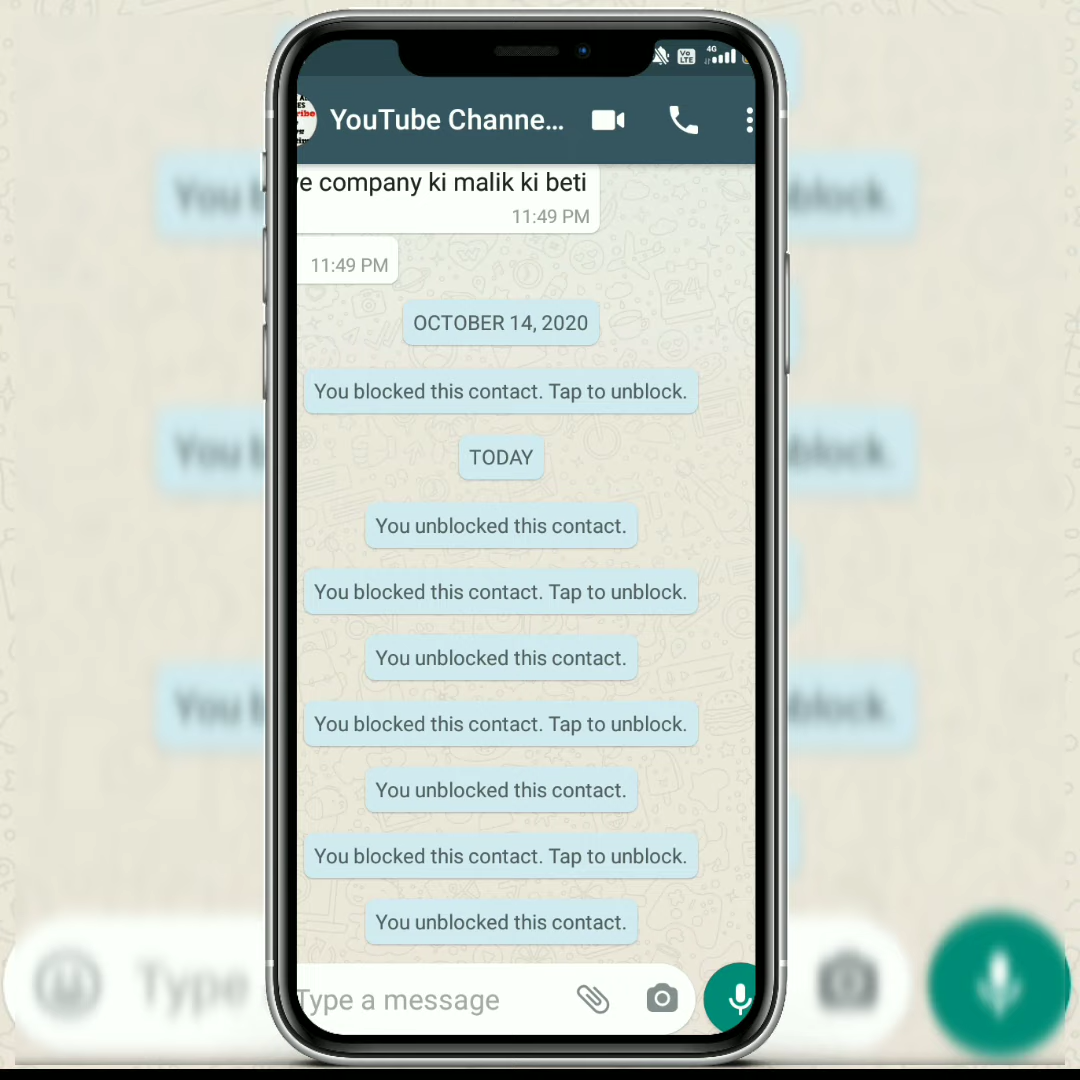 Vo
LTE
4G
YouTube Channe...
company ki malik ki beti
11:49 PM
11:49 PM
OCTOBER 14, 2020
You blocked this contact. Tap to unblock.
TODAY
You unblocked this contact.
You blocked this contact. Tap to unblock.
You unblocked this contact.
You blocked this contact. Tap to unblock.
You unblocked this contact.
You blocked this contact. Tap to unblock.
You unblocked this contact.
Type a message